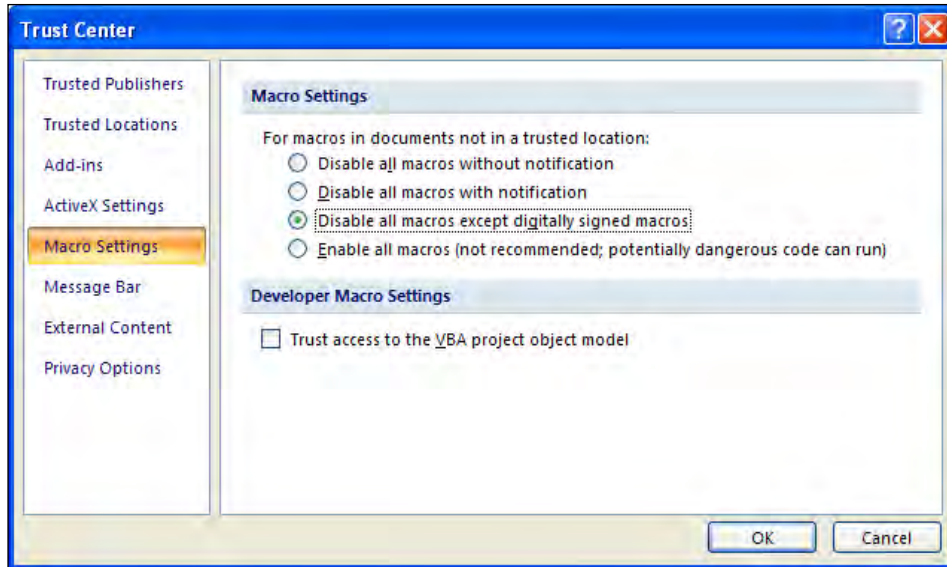 Trust Center
Trusted Publishers
Trusted Locations
Add-ins
ActiveX Settings
Macro Settings
Message Bar
External Content
Privacy Options
Macro Settings
For macros in documents not in a trusted location:
Disable all macros without notification
Disable all macros with notification
Disable all macros except digitally signed macros
Enable all macros (not recommended; potentially dangerous code can run)
Developer Macro Settings
Trust access to the VBA project object model
OK Cancel